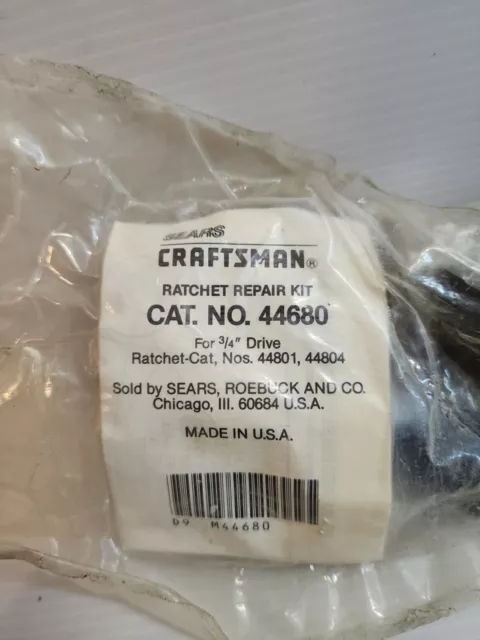 SEARS
CRAFTSMAN®
RATCHET REPAIR KIT
CAT. NO. 44680
For 3/4" Drive
Ratchet-Cat, Nos. 44801, 44804
Sold by SEARS, ROEBUCK AND CO.
Chicago, Ill. 60684 U.S.A.
MADE IN U.S.A.
D9 M44680